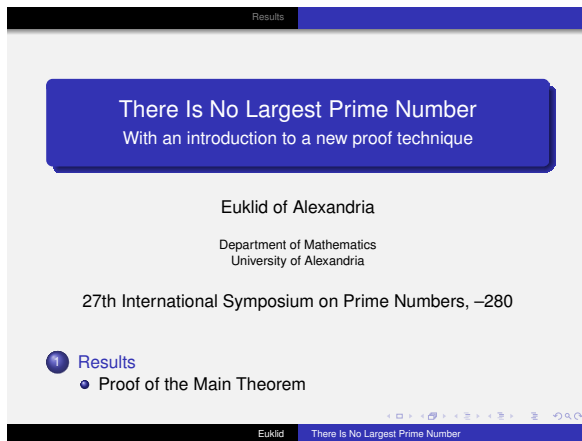 Results
There Is No Largest Prime Number
With an introduction to a new proof technique
Euklid of Alexandria
Department of Mathematics
University of Alexandria
27th International Symposium on Prime Numbers, –280
1 Results
Proof of the Main Theorem
Euklid There Is No Largest Prime Number